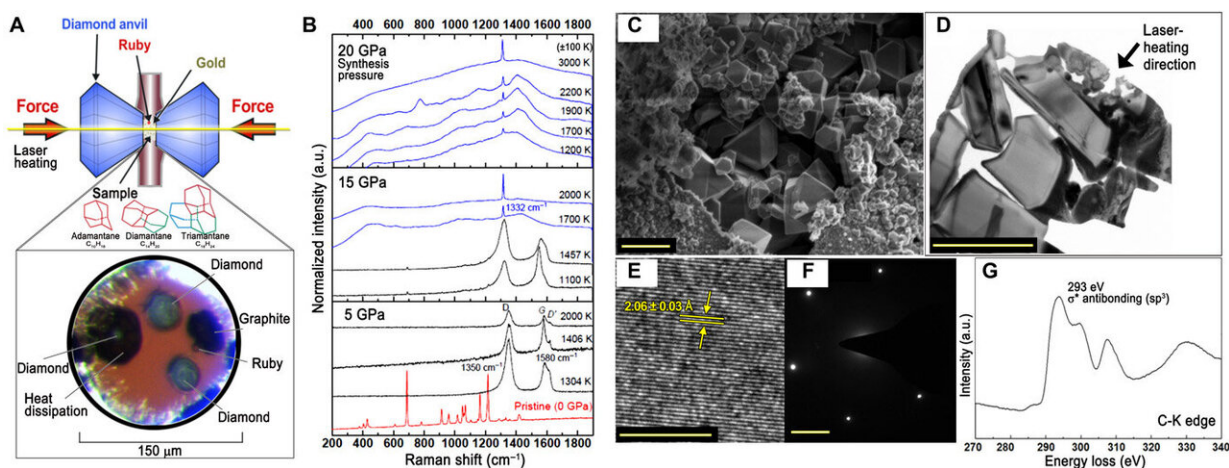 A
Diamond anvil
Ruby
Gold
Force
Force
Laser
heating
Sample
Adamantane
Diamantane
Triamantane
Diamond
Graphite
Diamond
Ruby
Heat
dissipation
Diamond
150 μm
B
200 400 600 800 1000 1200 1400 1600 1800
20 GPa
Synthesis
pressure
(±100 K)
3000 K
2200 K
1900 K
1700 K
1200 K
15 GPa
2000 K
1332 cm⁻¹
1700 K
1457 K
1100 K
5 GPa
D
G
D'
2000 K
1406 K
1350 cm⁻¹
1580 cm⁻¹
1304 K
Pristine (0 GPa)
200 400 600 800 1000 1200 1400 1600 1800
Normalized intensity (a.u.)
Raman shift (cm⁻¹)
C
D
Laser-
heating
direction
E
2.06 ± 0.03 Å
F
G
293 eV
σ* antibonding (sp³)
Intensity (a.u.)
C-K edge
270 280 290 300 310 320 330 340
Energy loss (eV)